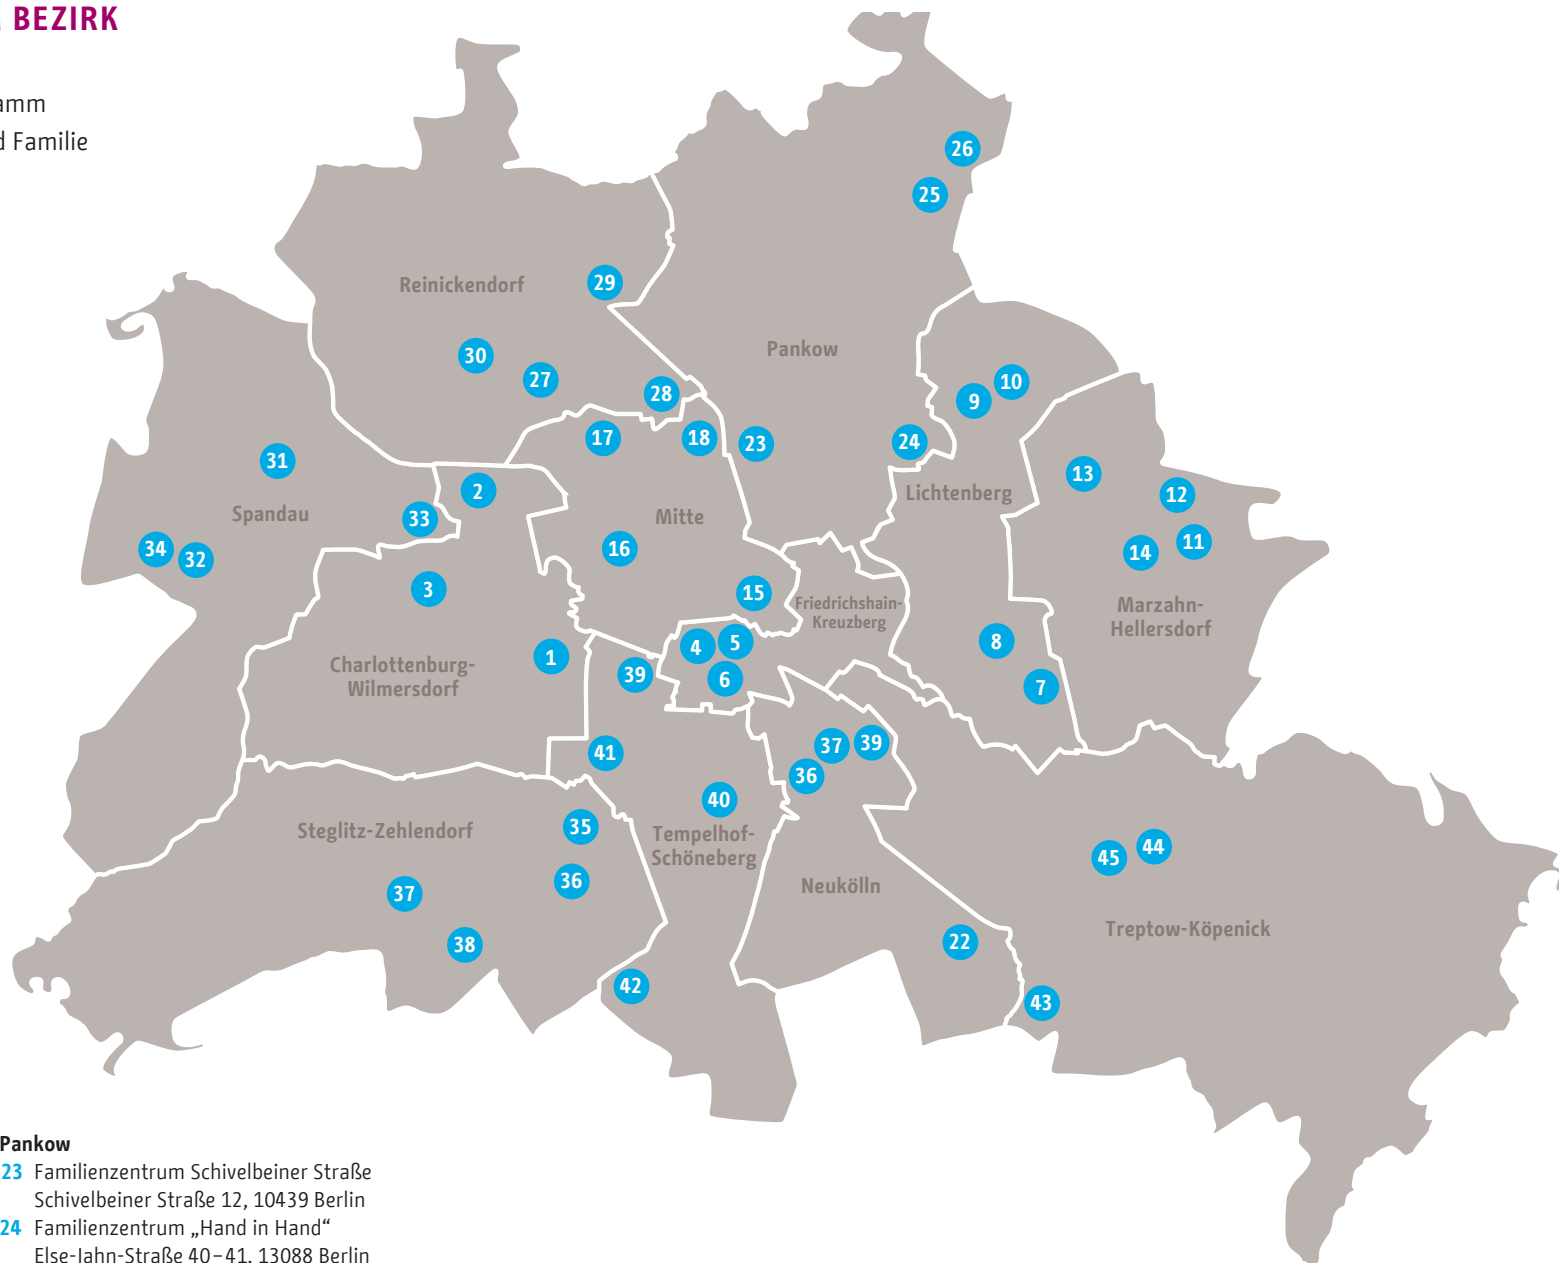 BEZIRK
amm
d Familie
26
25
Reinickendorf
29
Pankow
30
27
28
10
9
17
18
23
24
31
13
2
Lichtenberg
12
Spandau
33
Mitte
34
32
16
14
11
3
15
Friedrichshain-
Kreuzberg
Marzahn-
Hellersdorf
4
5
8
1
Charlottenburg-
Wilmersdorf
39
6
7
41
37
39
36
40
35
Steglitz-Zehlendorf
Tempelhof-
Schöneberg
45
44
36
37
Neukölln
Treptow-Köpenick
38
22
42
43
Pankow
23 Familienzentrum Schivelbeiner Straße
Schivelbeiner Straße 12, 10439 Berlin
24 Familienzentrum „Hand in Hand“
Else-Jahn-Straße 40–41, 13088 Berlin